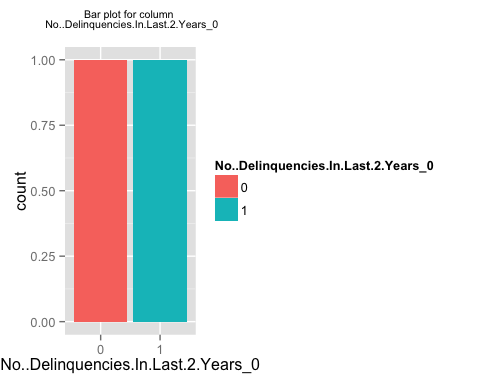 Bar plot for column
No..Delinquencies.In.Last.2.Years_0
1.00
0.75
0.50
0.25
0.00
count
0
1
No..Delinquencies.In.Last.2.Years_0
No..Delinquencies.In.Last.2.Years_0
0
1